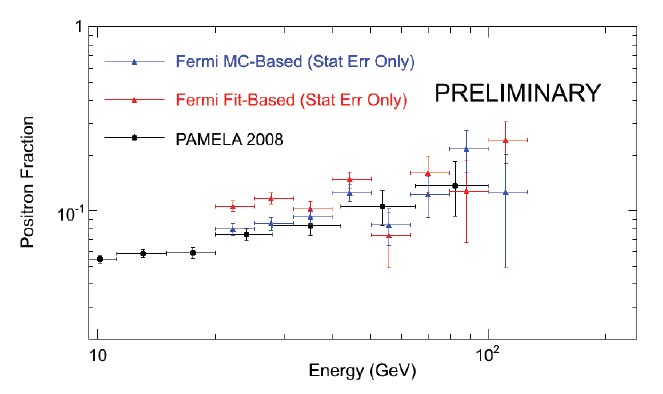 1
Fermi MC-Based (Stat Err Only)
Fermi Fit-Based (Stat Err Only)
PRELIMINARY
PAMELA 2008
Positron Fraction
10⁻¹
10
10²
Energy (GeV)